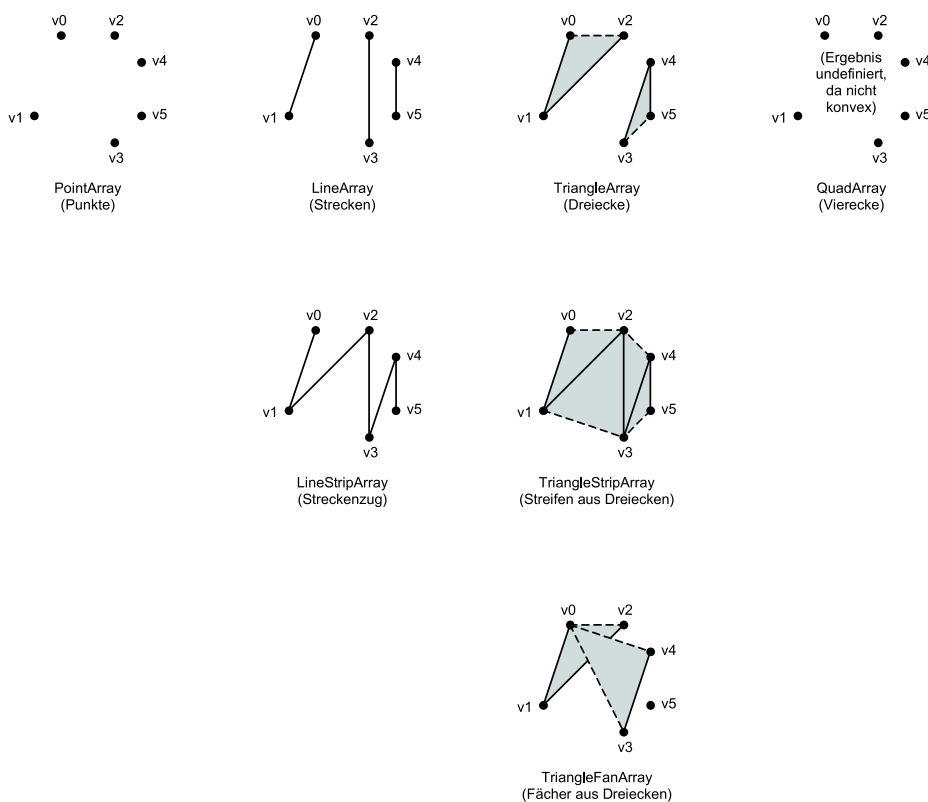 v0
v2
v4
v1
v5
v3
PointArray
(Punkte)
v0
v2
v4
v1
v5
v3
LineArray
(Strecken)
v0
v2
v4
v1
v5
v3
TriangleArray
(Dreiecke)
v0
v2
(Ergebnis
undefiniert,
da nicht
konvex)
v4
v1
v5
v3
QuadArray
(Vierecke)
v0
v2
v4
v1
v5
v3
LineStripArray
(Streckenzug)
v0
v2
v4
v1
v5
v3
TriangleStripArray
(Streifen aus Dreiecken)
v0
v2
v4
v1
v5
v3
TriangleFanArray
(Fächer aus Dreiecken)